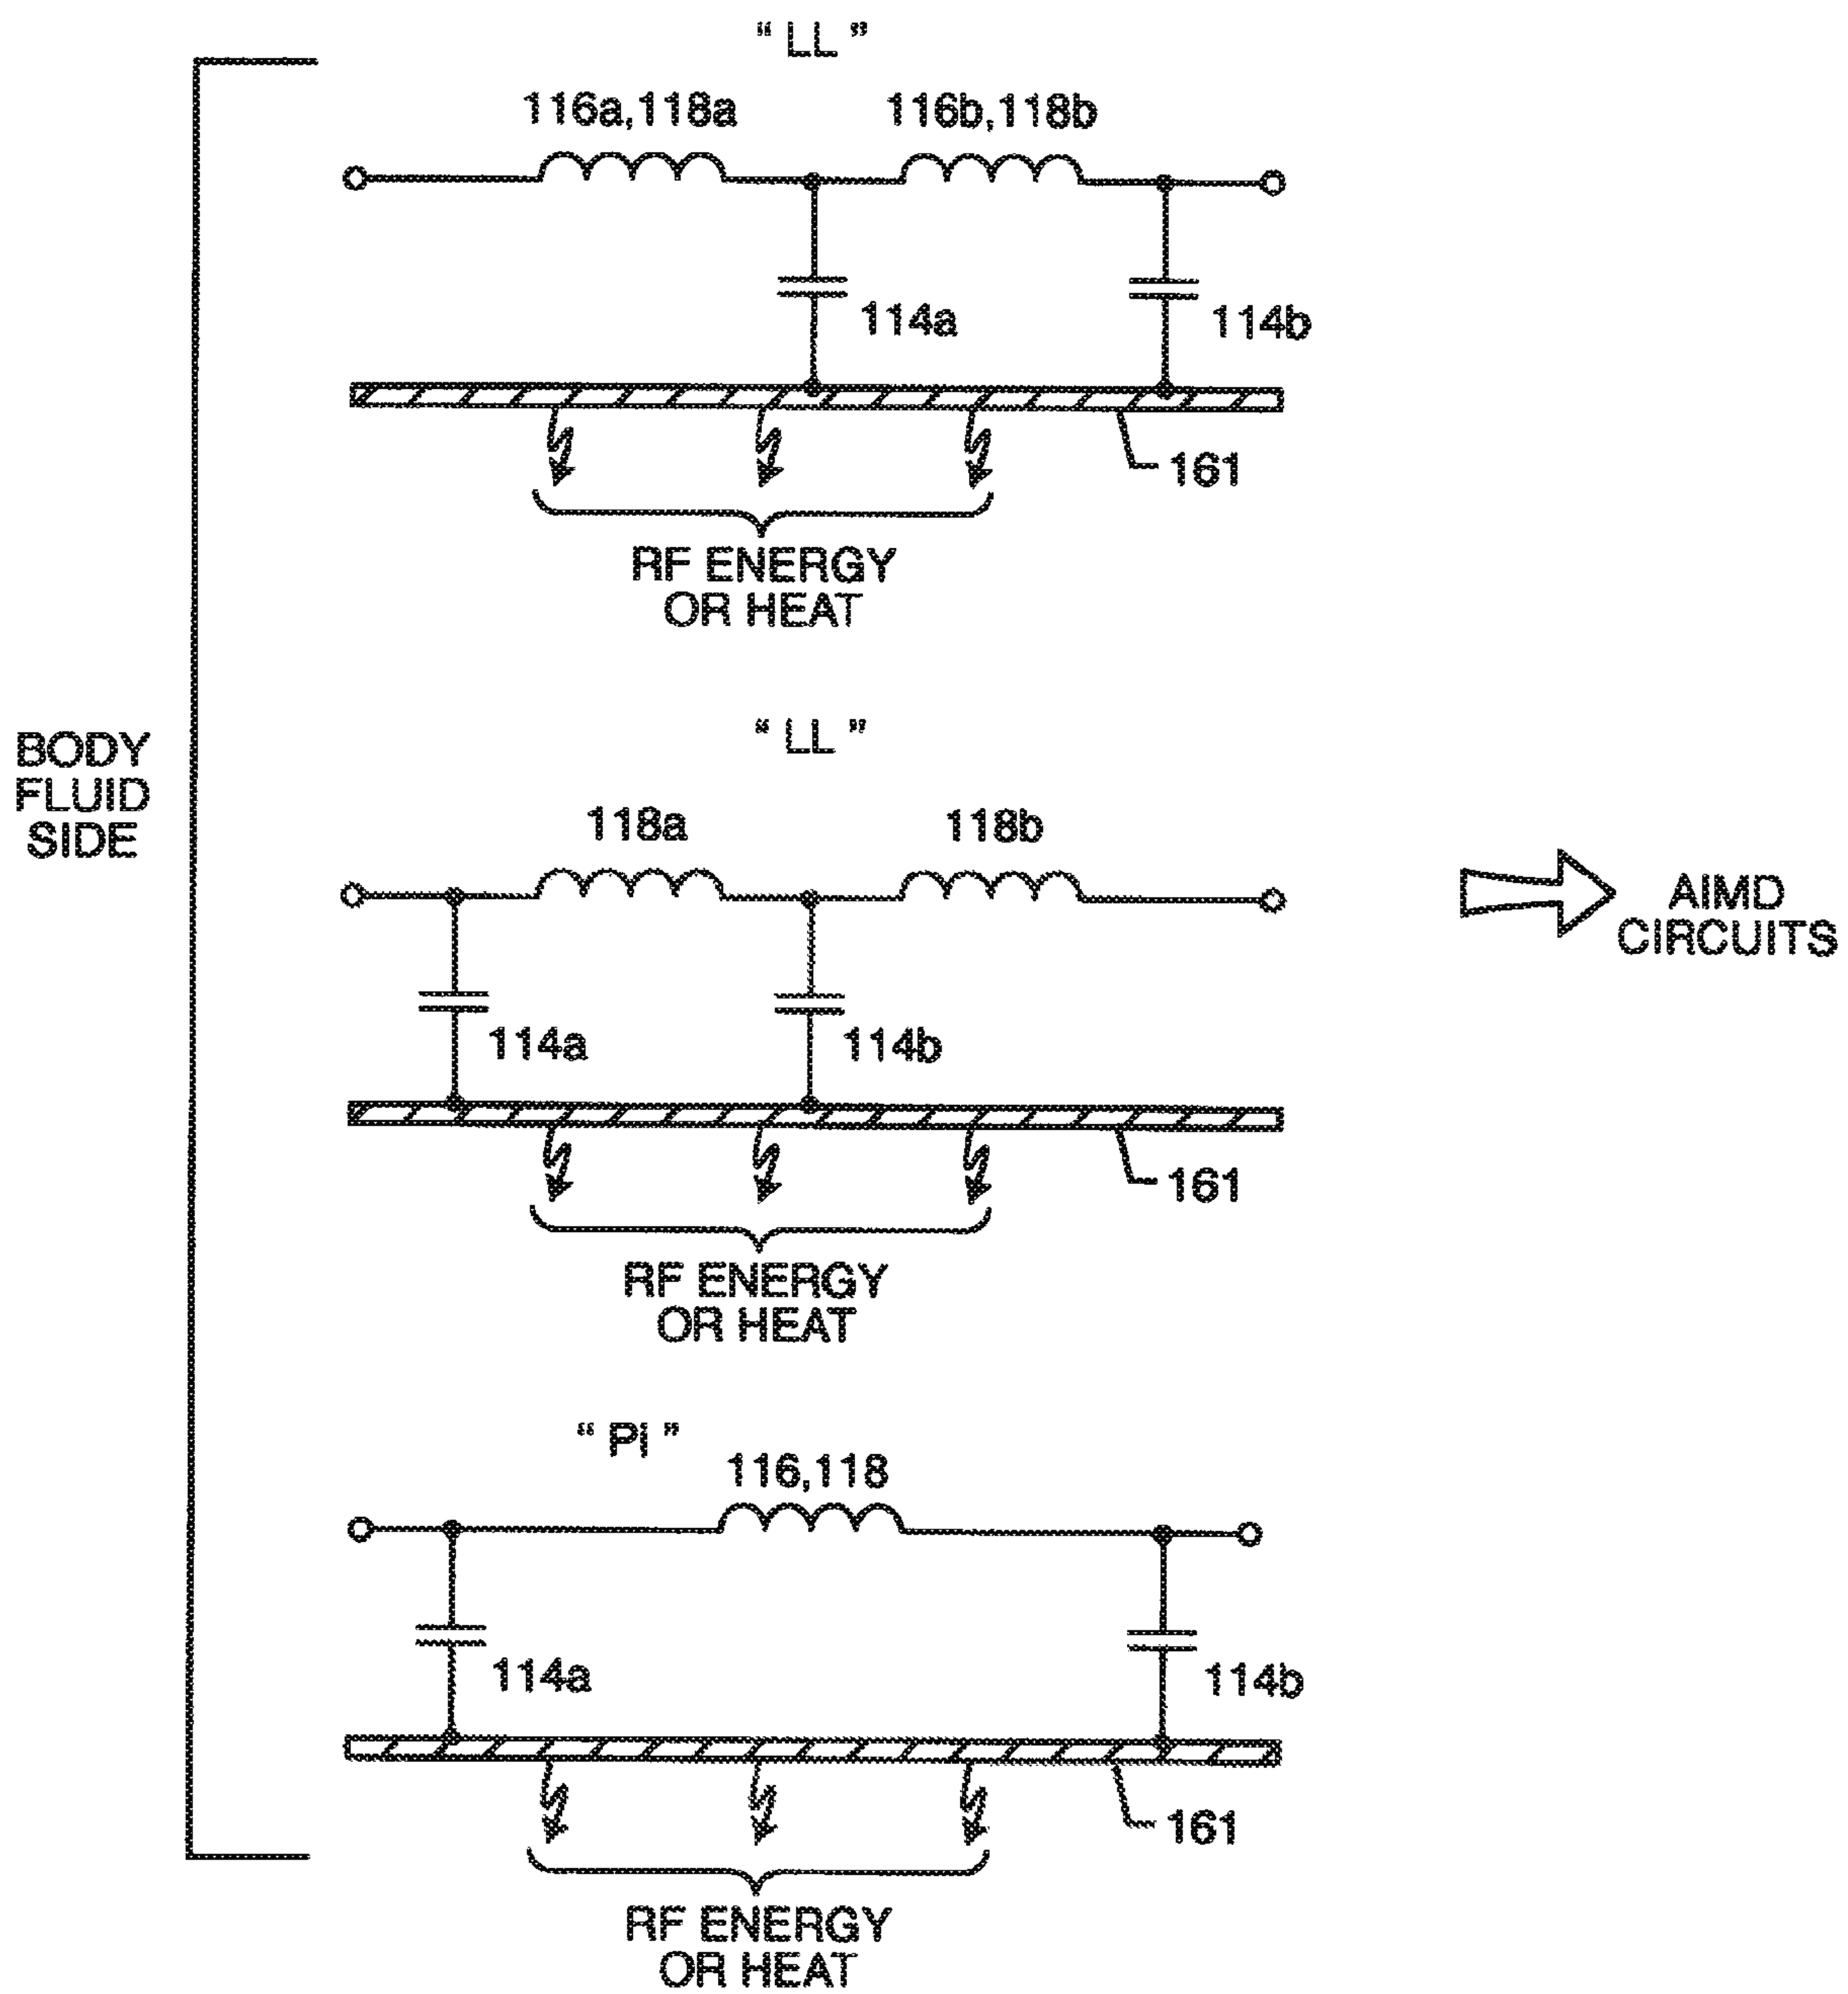 “ LL ”
116a,118a
116b,118b
114a
114b
161
RF ENERGY
OR HEAT
BODY
FLUID
SIDE
“ LL ”
118a
118b
114a
114b
161
RF ENERGY
OR HEAT
AIMD
CIRCUITS
“ Pi ”
116,118
114a
114b
161
RF ENERGY
OR HEAT